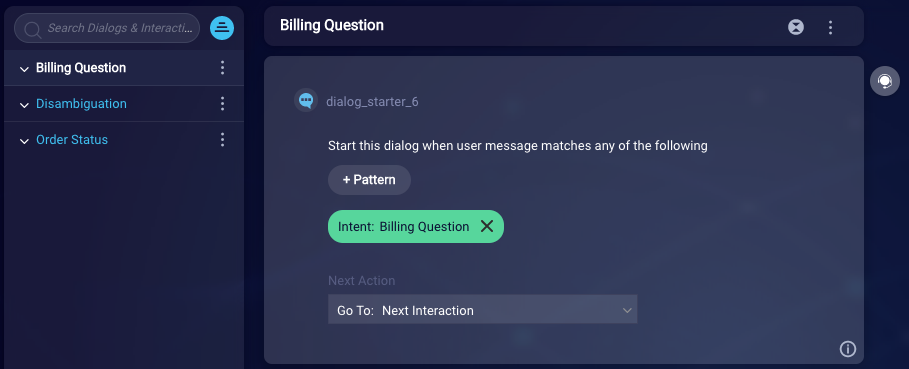 Search Dialogs & Interacti...
Billing Question
Disambiguation
Order Status
Billing Question
dialog_starter_6
Start this dialog when user message matches any of the following
+ Pattern
Intent: Billing Question
Next Action
Go To: Next Interaction